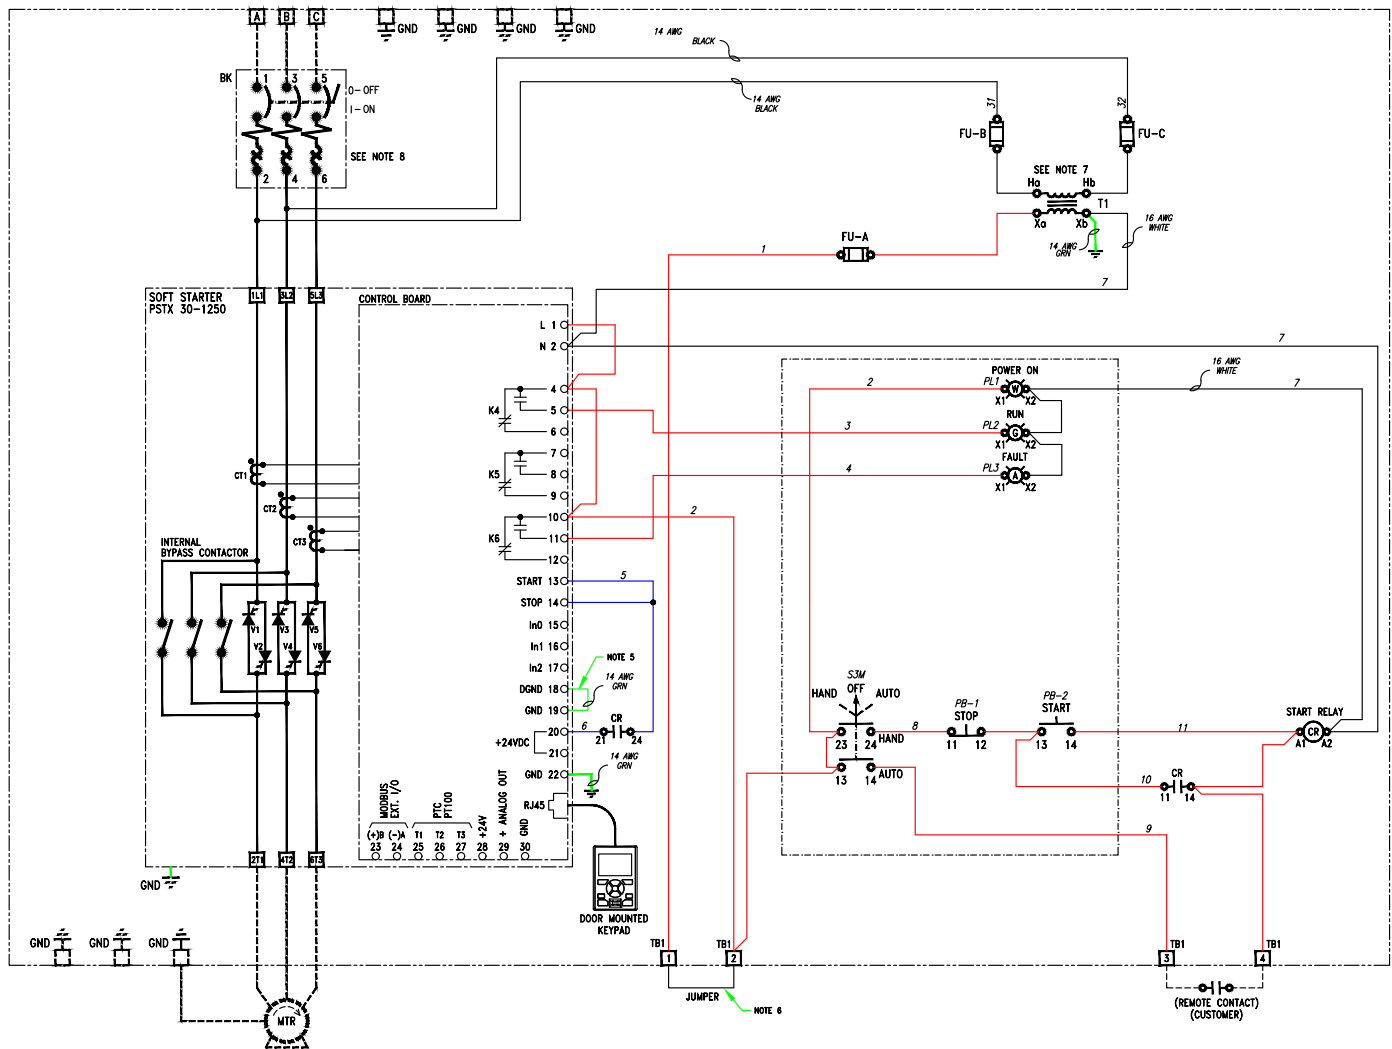 A B C GND GND GND GND
14 AWG
BLACK
BK 1 3 5
0-OFF
1-ON
14 AWG
BLACK
31 32
FU-B FU-C
SEE NOTE 8
2 4 6
SEE NOTE 7
Ha Hb
T1
Xa Xb
16 AWG
WHITE
14 AWG
GRN
FU-A
1
7
SOFT STARTER
PSTX 30-1250
1L1 3L2 5L3
CONTROL BOARD
L 1
N 2
7
4
K4 5
6
7
K5 8
9
10
K6 11
12
START 13
STOP 14
In0 15
In1 16
In2 17
DGND 18
GND 19
20
+24VDC
21
GND 22
RJ45
2
5
6
NOTE 5
14 AWG
GRN
CR
21 24
14 AWG
GRN
POWER ON
2 PL1 W
X1 X2
16 AWG
WHITE
7
RUN
3 PL2 G
X1 X2
FAULT
4 PL3 A
X1 X2
CT1
CT2
CT3
INTERNAL
BYPASS CONTACTOR
V1 V3 V5
V2 V4 V6
MODBUS
EXT. I/O
PTC
PT100
+24V
+ ANALOG OUT
GND
(+)B (-)A T1 T2 T3
23 24 25 26 27 28 29 30
S3M
HAND OFF AUTO
23 24 HAND
13 14 AUTO
8
PB-1
STOP
11 12
PB-2
START
13 14
11
START RELAY
CR
A1 A2
10
CR
11 14
9
2T1 4T2 6T3
GND
DOOR MOUNTED
KEYPAD
GND GND GND
TB1 TB1 TB1 TB1
1 2 3 4
JUMPER
NOTE 6
(REMOTE CONTACT)
(CUSTOMER)
MTR